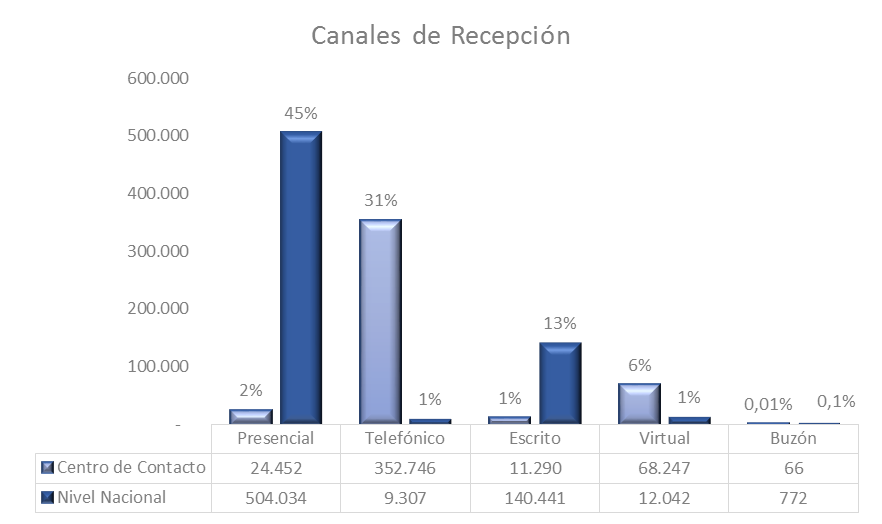 Canales de Recepción
600.000
45%
500.000
400.000
31%
300.000
200.000
13%
100.000
6%
2% 1% 1% 1% 0,01% 0,1%
-
Presencial Telefónico Escrito Virtual Buzón
Centro de Contacto 24.452 352.746 11.290 68.247 66
Nivel Nacional 504.034 9.307 140.441 12.042 772